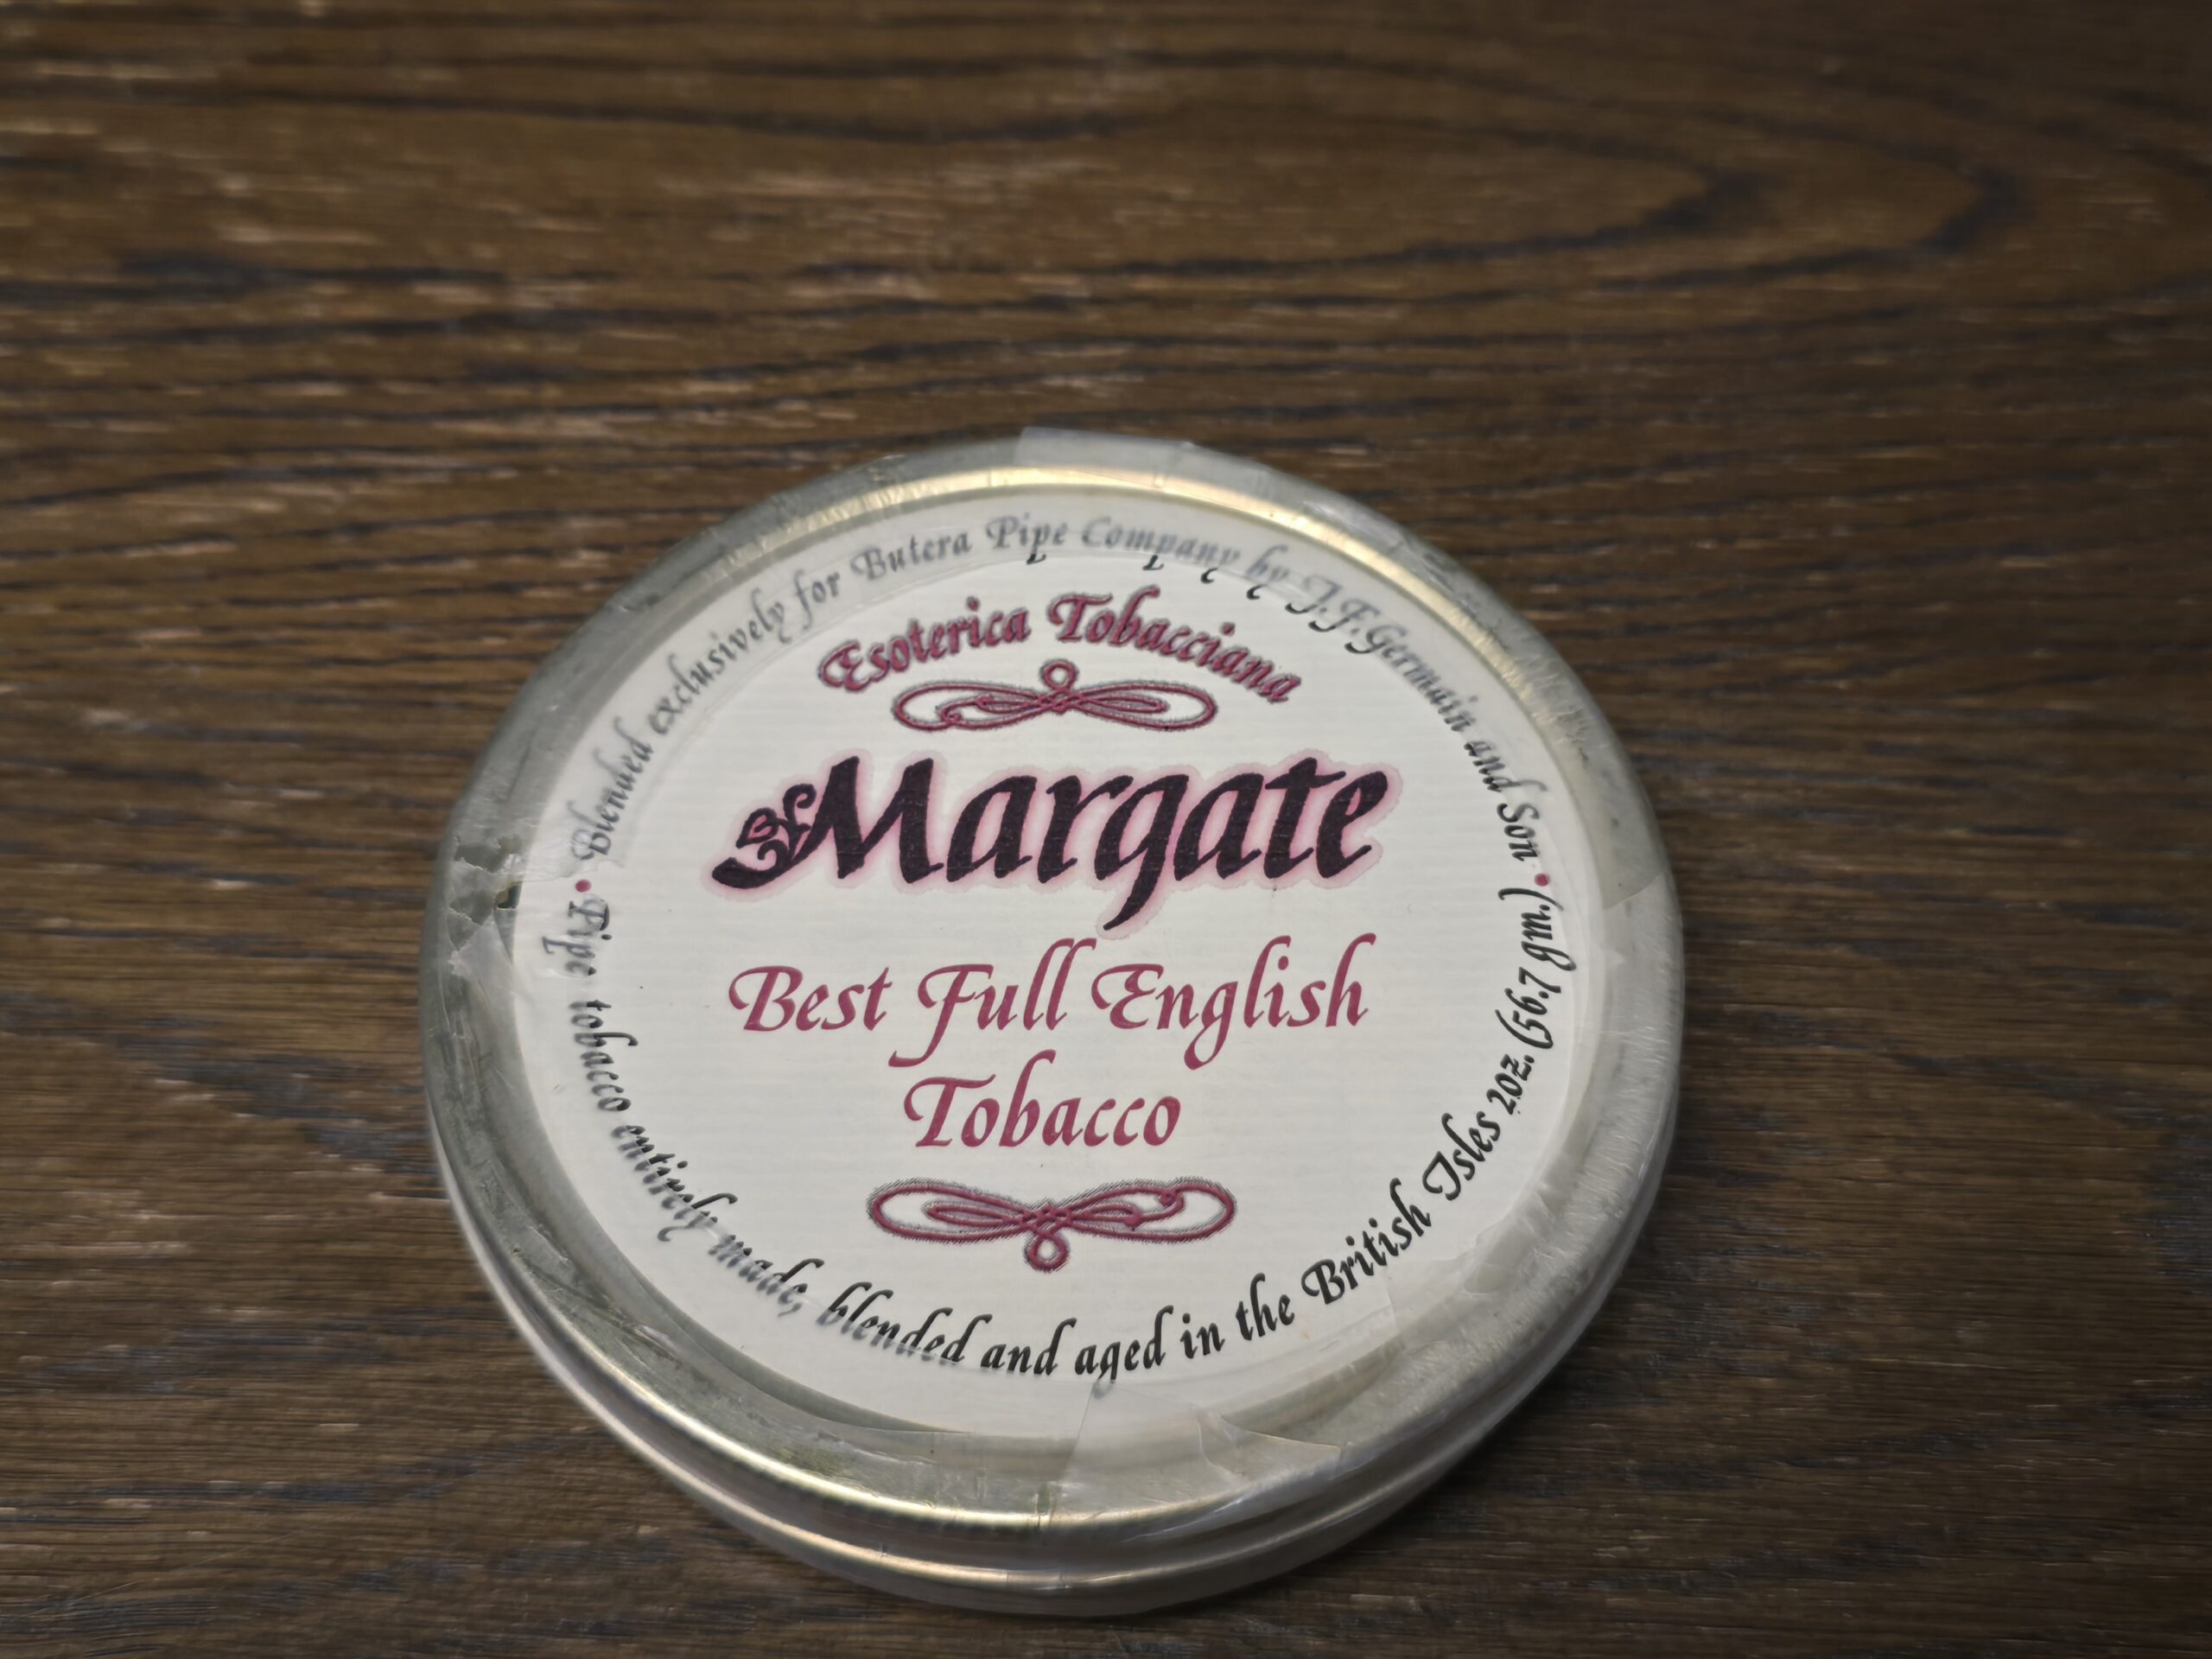 Blended exclusively for Butera Pipe Company by J.F.Germain and Son
Esoterica Tobacciana
Margate
Best Full English
Tobacco
Pipe tobacco entirely made, blended and aged in the British Isles 2oz. (56.7 gm.)